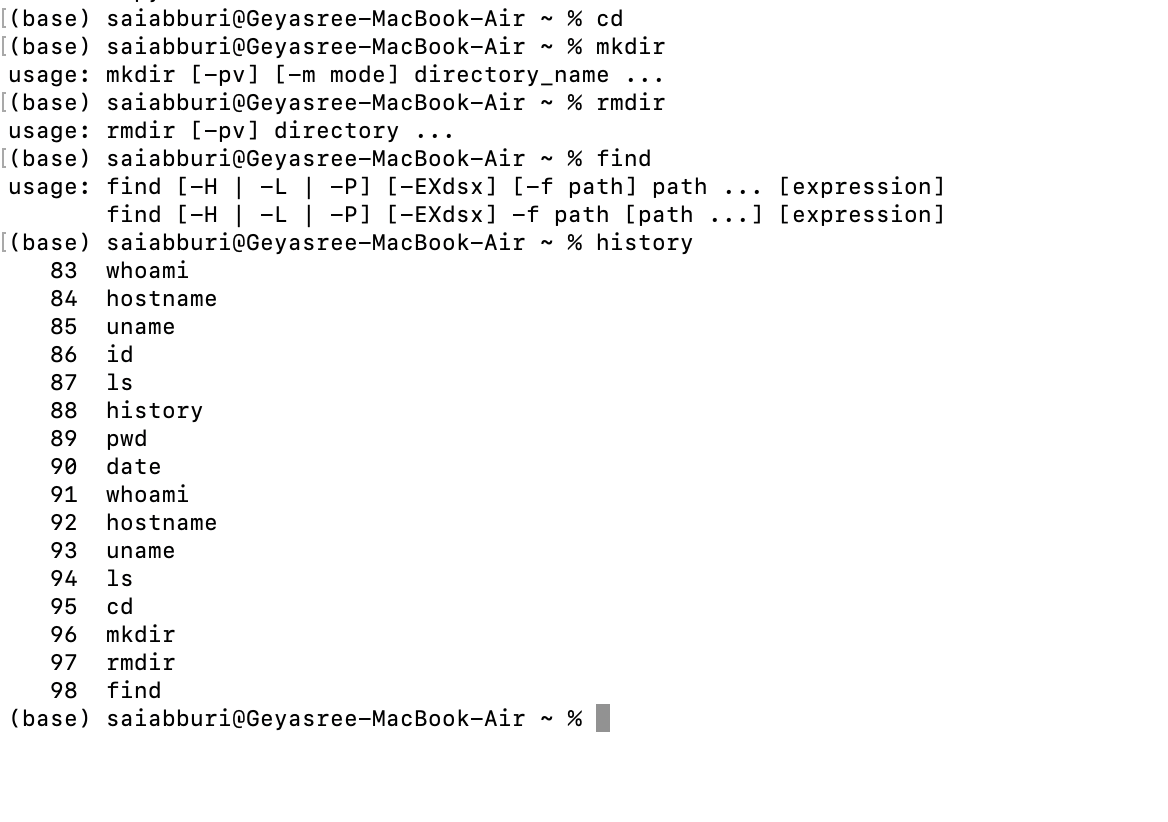 [(base) saiabburi@Geyasree-MacBook-Air ~ % cd
[(base) saiabburi@Geyasree-MacBook-Air ~ % mkdir
usage: mkdir [-pv] [-m mode] directory_name ...
[(base) saiabburi@Geyasree-MacBook-Air ~ % rmdir
usage: rmdir [-pv] directory ...
[(base) saiabburi@Geyasree-MacBook-Air ~ % find
usage: find [-H | -L | -P] [-EXdsx] [-f path] path ... [expression]
       find [-H | -L | -P] [-EXdsx] -f path [path ...] [expression]
[(base) saiabburi@Geyasree-MacBook-Air ~ % history
   83  whoami
   84  hostname
   85  uname
   86  id
   87  ls
   88  history
   89  pwd
   90  date
   91  whoami
   92  hostname
   93  uname
   94  ls
   95  cd
   96  mkdir
   97  rmdir
   98  find
(base) saiabburi@Geyasree-MacBook-Air ~ %